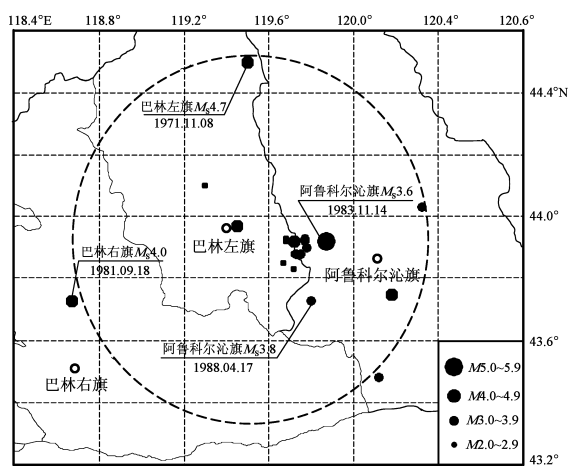 118.4°E 118.8° 119.2° 119.6° 120.0° 120.4° 120.6°
44.4°N
巴林左旗Ms4.7
1971.11.08
阿鲁科尔沁旗Ms3.6
1983.11.14
44.0°
巴林左旗
巴林右旗Ms4.0
1981.09.18
阿鲁科尔沁旗
阿鲁科尔沁旗Ms3.8
1988.04.17
43.6°
巴林右旗
M5.0~5.9
M4.0~4.9
M3.0~3.9
M2.0~2.9
43.2°